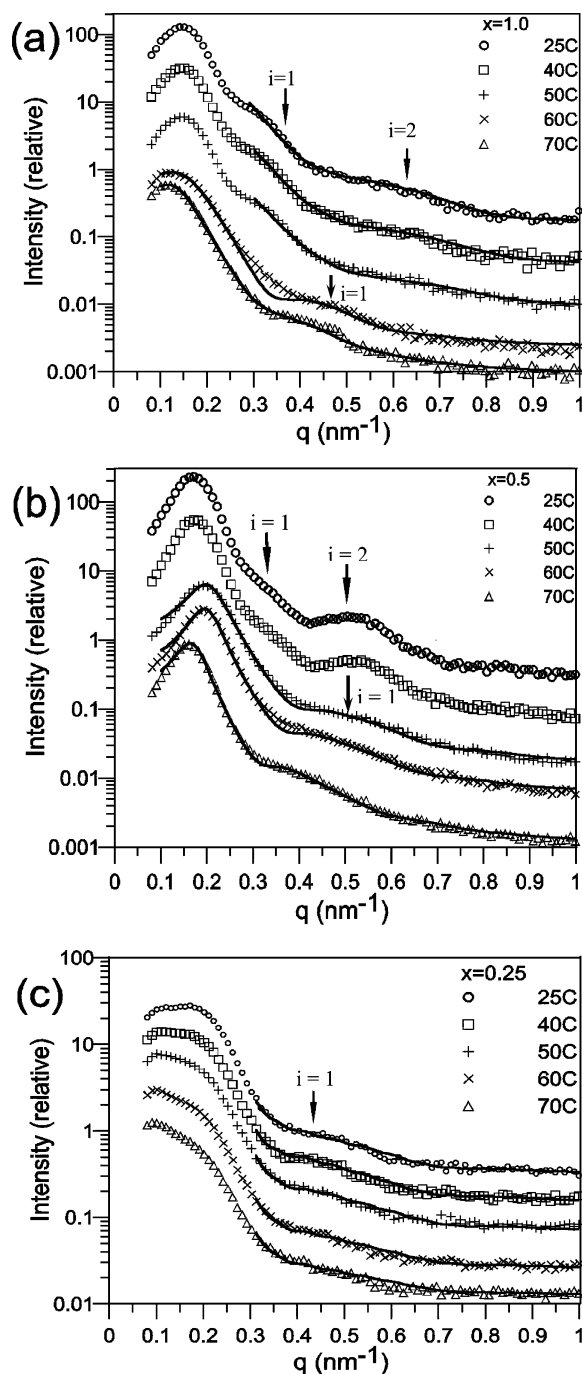 (a)
x=1.0
25C
40C
50C
60C
70C
i=1
i=2
i=1
100
10
1
0.1
0.01
0.001
Intensity (relative)
0 0.1 0.2 0.3 0.4 0.5 0.6 0.7 0.8 0.9 1
q (nm⁻¹)
(b)
x=0.5
25C
40C
50C
60C
70C
i = 1
i = 2
i = 1
100
10
1
0.1
0.01
0.001
Intensity (relative)
0 0.1 0.2 0.3 0.4 0.5 0.6 0.7 0.8 0.9 1
q (nm⁻¹)
(c)
x=0.25
25C
40C
50C
60C
70C
i = 1
100
10
1
0.1
0.01
Intensity (relative)
0 0.1 0.2 0.3 0.4 0.5 0.6 0.7 0.8 0.9 1
q (nm⁻¹)